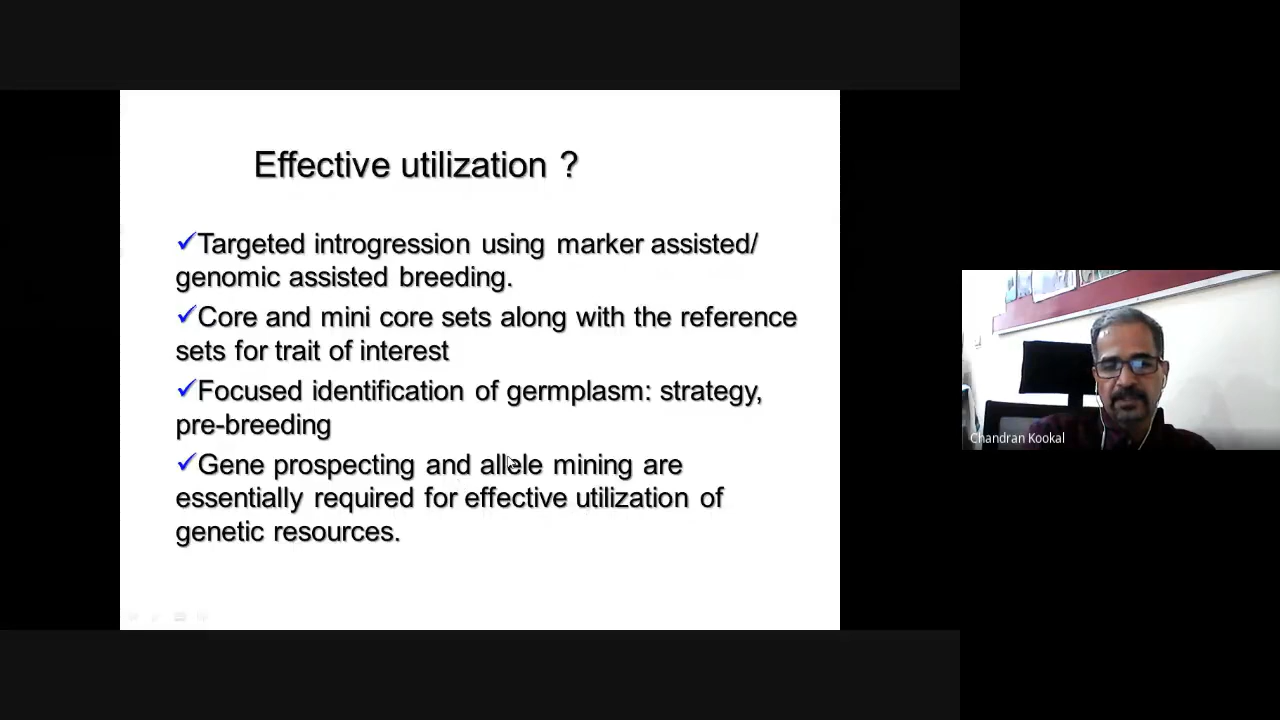 Effective utilization ?
✓Targeted introgression using marker assisted/
genomic assisted breeding.
✓Core and mini core sets along with the reference
sets for trait of interest
✓Focused identification of germplasm: strategy,
pre-breeding
✓Gene prospecting and allele mining are
essentially required for effective utilization of
genetic resources.
Chandran Kookal